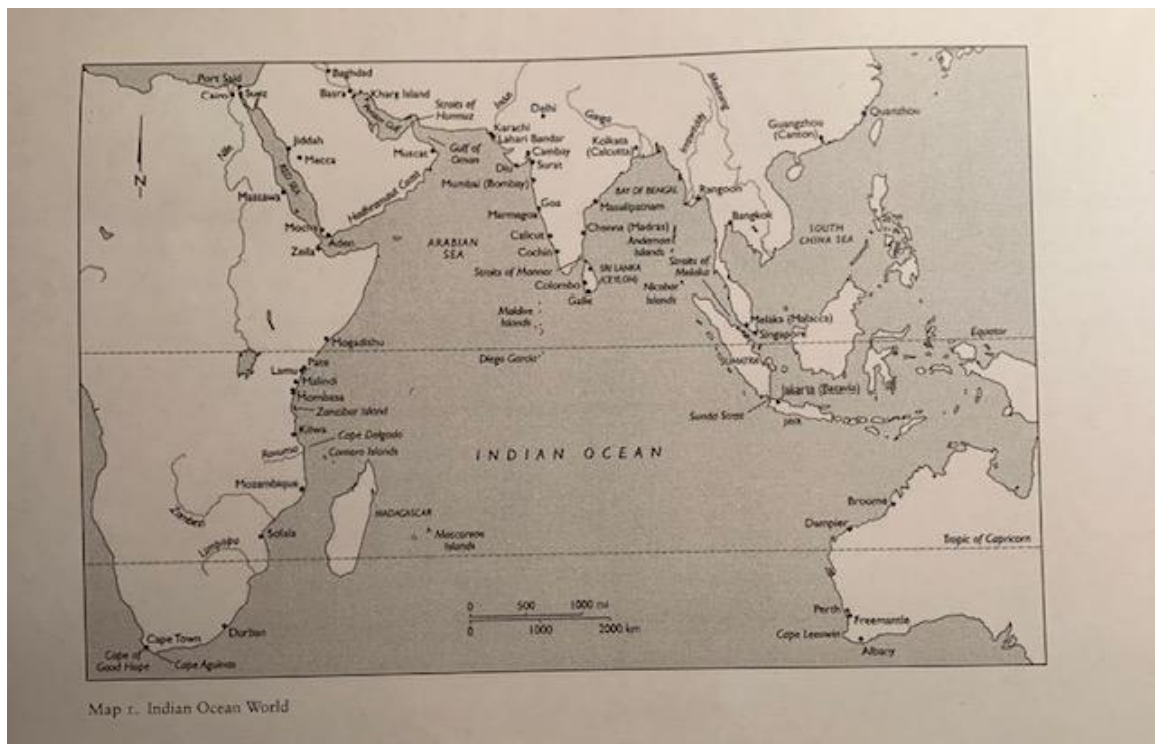 Baghdad
Port Said
Cairo
Suez
Basra
Kharg Island
Straits of
Hurmuz
Persian Gulf
Gulf of
Oman
Indus
Delhi
Ganga
Irrawaddy
Mekong
Quanzhou
Guangzhou
(Canton)
Karachi
Lahari Bandar
Cambay
Kolkata
(Calcutta)
Nile
Jiddah
Mecca
RED SEA
Muscat
Diu
Surat
Mumbai (Bombay)
BAY OF BENGAL
Rangoon
Massawa
Hadhramaut Coast
Goa
Marmagoa
Masulipatnam
Bangkok
Mocha
Aden
Zeila
ARABIAN
SEA
Calicut
Cochin
Chenna (Madras)
Andaman
Islands
SOUTH
CHINA SEA
Straits of Mannar
SRI LANKA
(CEYLON)
Straits of
Melaka
Colombo
Galle
Nicobar
Islands
Maldive
Islands
Melaka (Malacca)
Singapore
Mogadishu
Equator
Diego Garcia
SUMATRA
Pate
Lamu
Malindi
Mombasa
Zanzibar Island
Jakarta (Batavia)
Sunda Strait
JAVA
Kilwa
Cape Delgado
Comoro Islands
Rovuma
INDIAN OCEAN
Mozambique
Zambezi
MADAGASCAR
Broome
Sofala
Mascarene
Islands
Dampier
Limpopo
Tropic of Capricorn
0 500 1000 mi
0 1000 2000 km
Perth
Freemantle
Cape Leeuwin
Albany
Durban
Cape Town
Cape of
Good Hope
Cape Agulhas
N
Map 1. Indian Ocean World